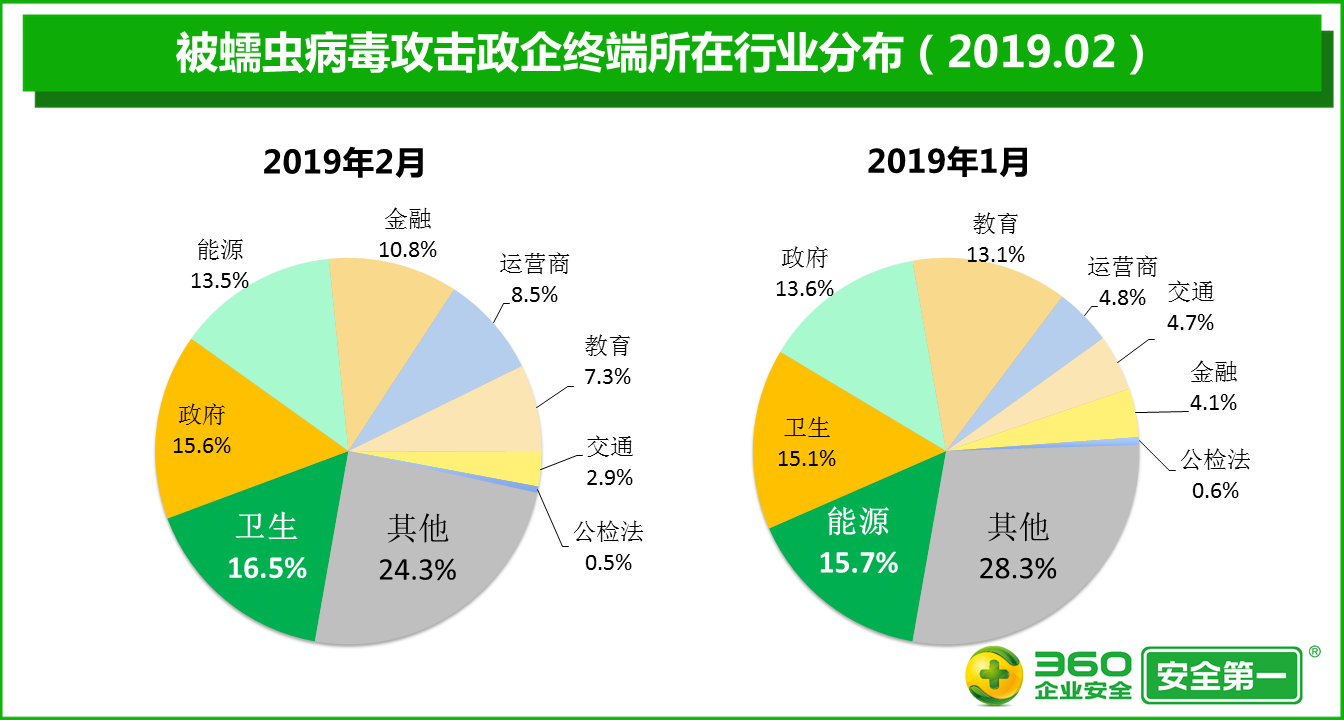 被蠕虫病毒攻击政企终端所在行业分布（2019.02）
2019年2月
金融
10.8%
能源
13.5%
运营商
8.5%
教育
7.3%
政府
15.6%
交通
2.9%
卫生
16.5%
其他
24.3%
公检法
0.5%
2019年1月
教育
13.1%
政府
13.6%
运营商
4.8%
交通
4.7%
金融
4.1%
卫生
15.1%
公检法
0.6%
能源
15.7%
其他
28.3%
360
企业安全
安全第一
®